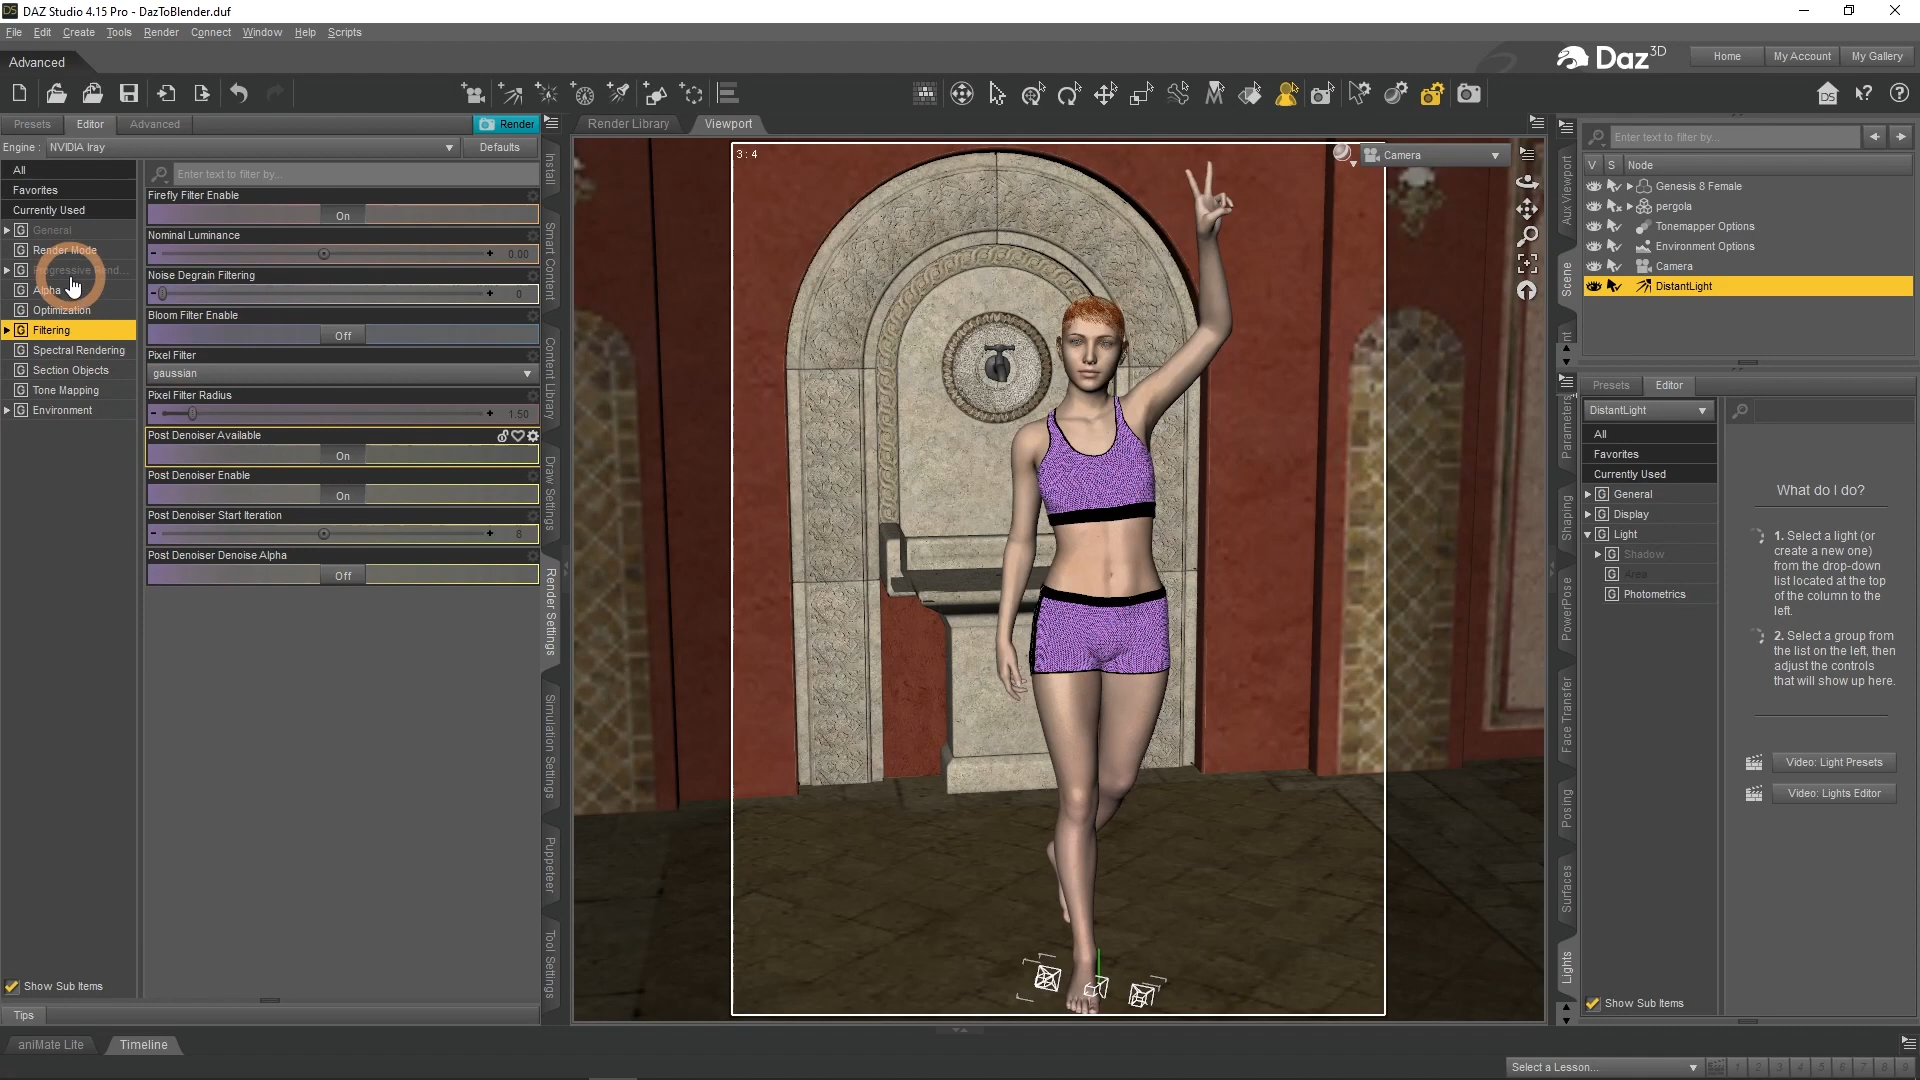 DAZ Studio 4.15 Pro - DazToBlender.duf
File Edit Create Tools Render Connect Window Help Scripts
Advanced
Daz 3D
Home My Account My Gallery
Presets Editor Advanced Render
Engine : NVIDIA Iray Defaults
All
Favorites
Currently Used
General
Render Mode
Progressive Rend...
Alpha
Optimization
Filtering
Spectral Rendering
Section Objects
Tone Mapping
Environment
Show Sub Items
Tips
Enter text to filter by...
Firefly Filter Enable
On
Nominal Luminance
0.00
Noise Degrain Filtering
0
Bloom Filter Enable
Off
Pixel Filter
gaussian
Pixel Filter Radius
1.50
Post Denoiser Available
On
Post Denoiser Enable
On
Post Denoiser Start Iteration
8
Post Denoiser Denoise Alpha
Off
Install
Smart Content
Content Library
Draw Settings
Render Settings
Simulation Settings
Puppeteer
Tool Settings
Render Library Viewport
3 : 4
Camera
Aux Viewport
Scene
Enter text to filter by...
V S Node
Genesis 8 Female
pergola
Tonemapper Options
Environment Options
Camera
DistantLight
Parameters
Shaping
PowerPose
Face Transfer
Posing
Surfaces
Lights
Presets Editor
DistantLight
All
Favorites
Currently Used
General
Display
Light
Shadow
Area
Photometrics
Show Sub Items
What do I do?
1. Select a light (or
create a new one)
from the drop-down
list located at the top
of the column to the
left.
2. Select a group from
the list on the left, then
adjust the controls
that will show up here.
Video: Light Presets
Video: Lights Editor
aniMate Lite Timeline
Select a Lesson... 1 2 3 4 5 6 7 8 9